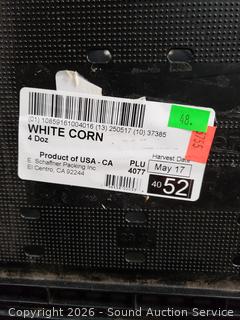 (01) 10859161004016 (13) 250517 (10) 37385
WHITE CORN
4 Doz
48.
Harvest Date
Product of USA - CA
PLU
May 17
E. Schaffner Packing Inc
4077
El Centro, CA 92244
40 52
Copyright © 2026 - Sound Auction Service